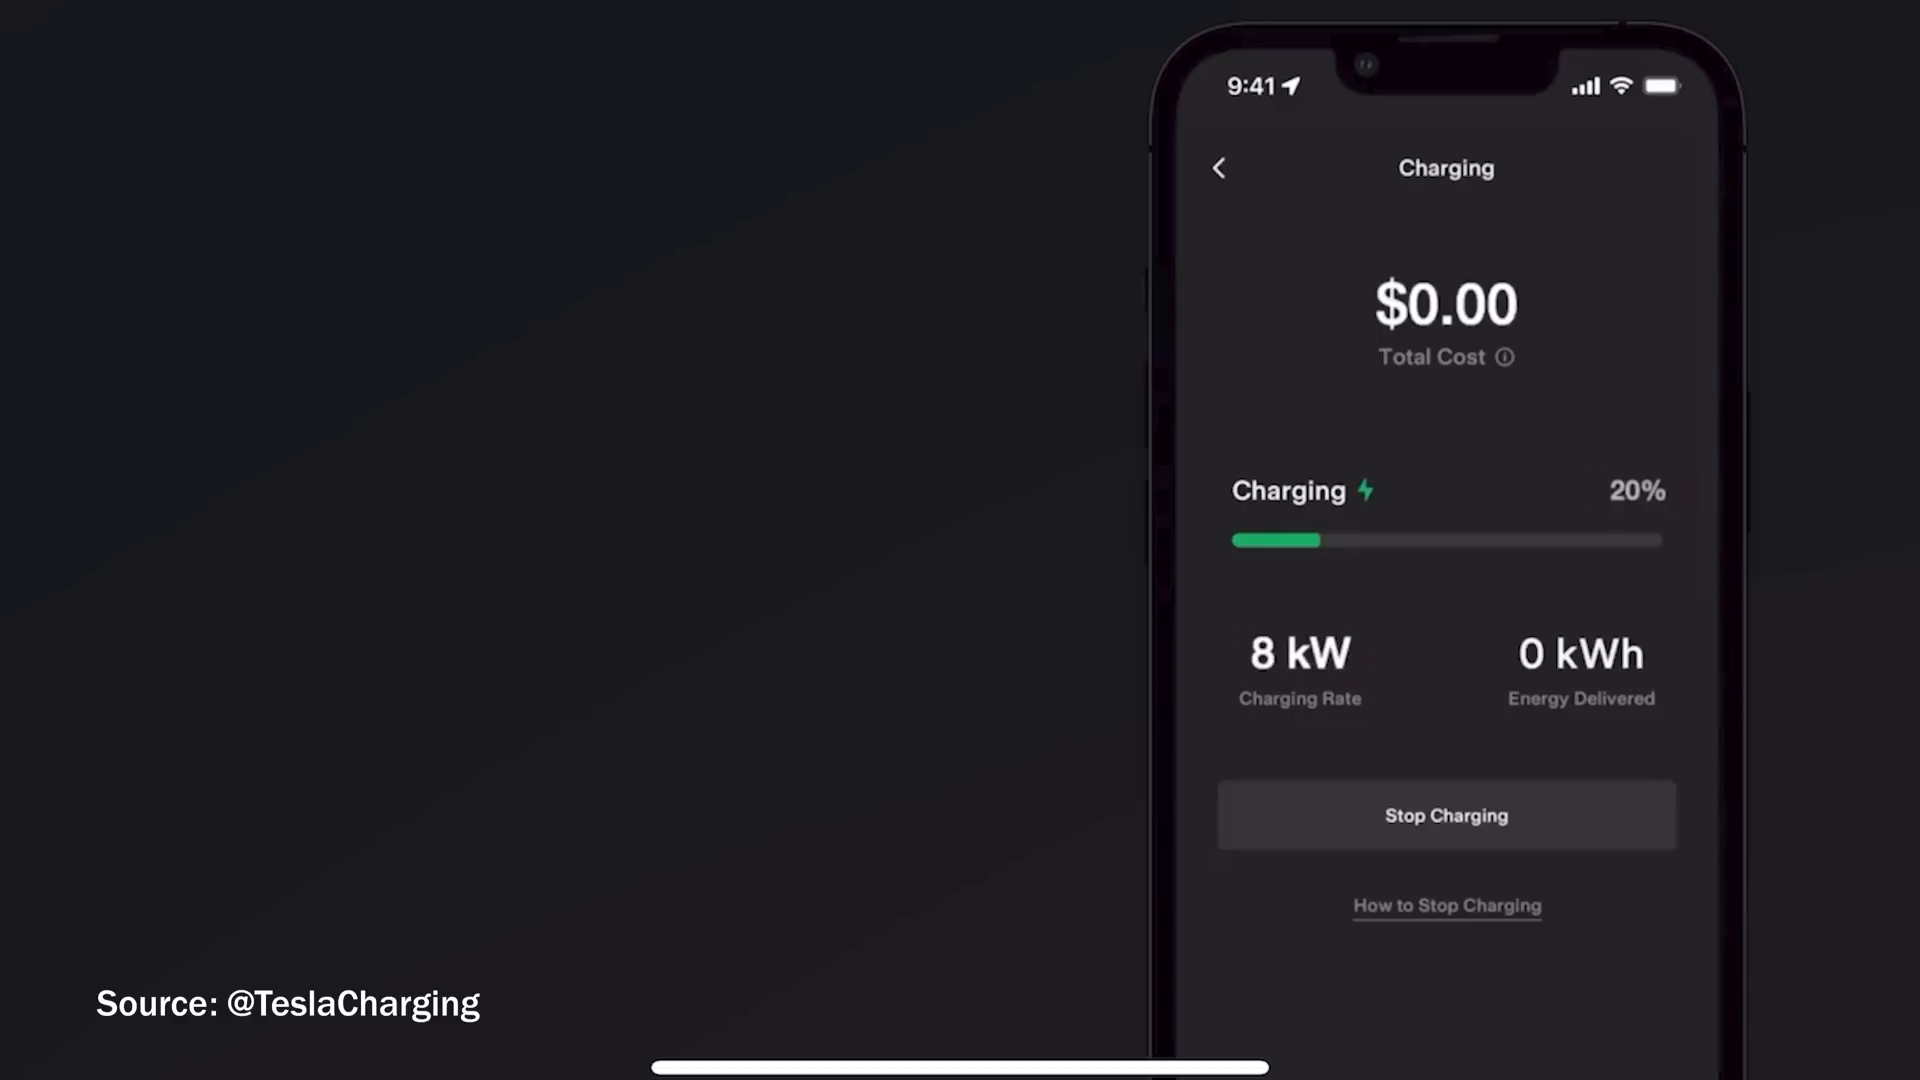 9:41
Charging
$0.00
Total Cost
Charging 20%
8 kW 0 kWh
Charging Rate Energy Delivered
Stop Charging
How to Stop Charging
Source: @TeslaCharging